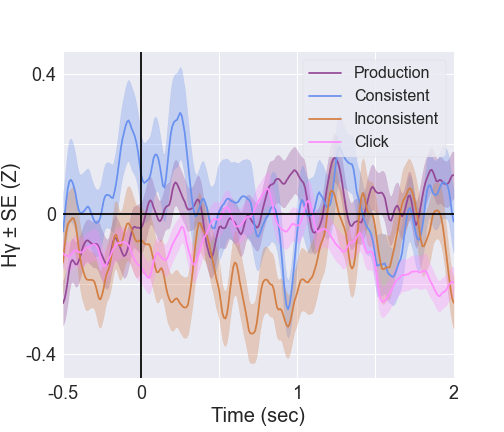 Hγ ± SE (Z)
0.4
0
-0.4
Production
Consistent
Inconsistent
Click
-0.5
0
1
2
Time (sec)